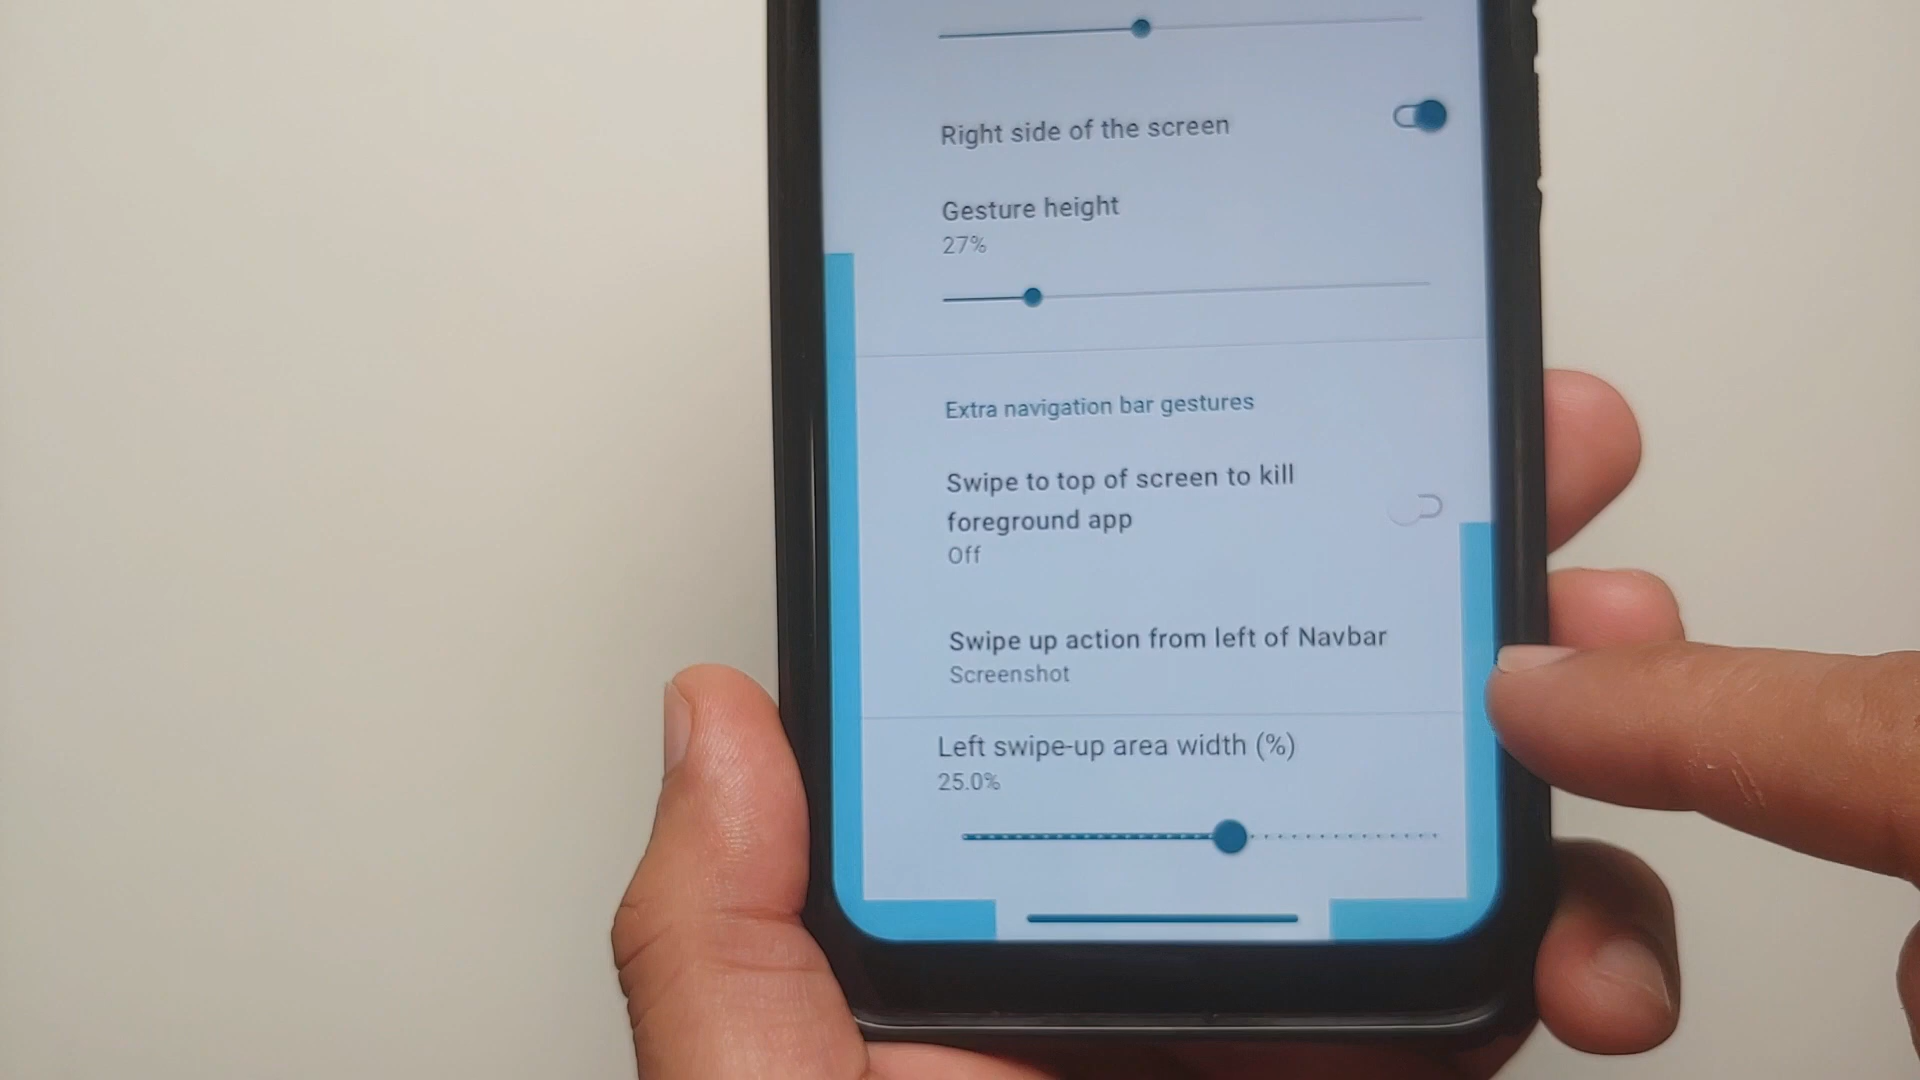 Right side of the screen
Gesture height
27%
Extra navigation bar gestures
Swipe to top of screen to kill
foreground app
Off
Swipe up action from left of Navbar
Screenshot
Left swipe-up area width (%)
25.0%